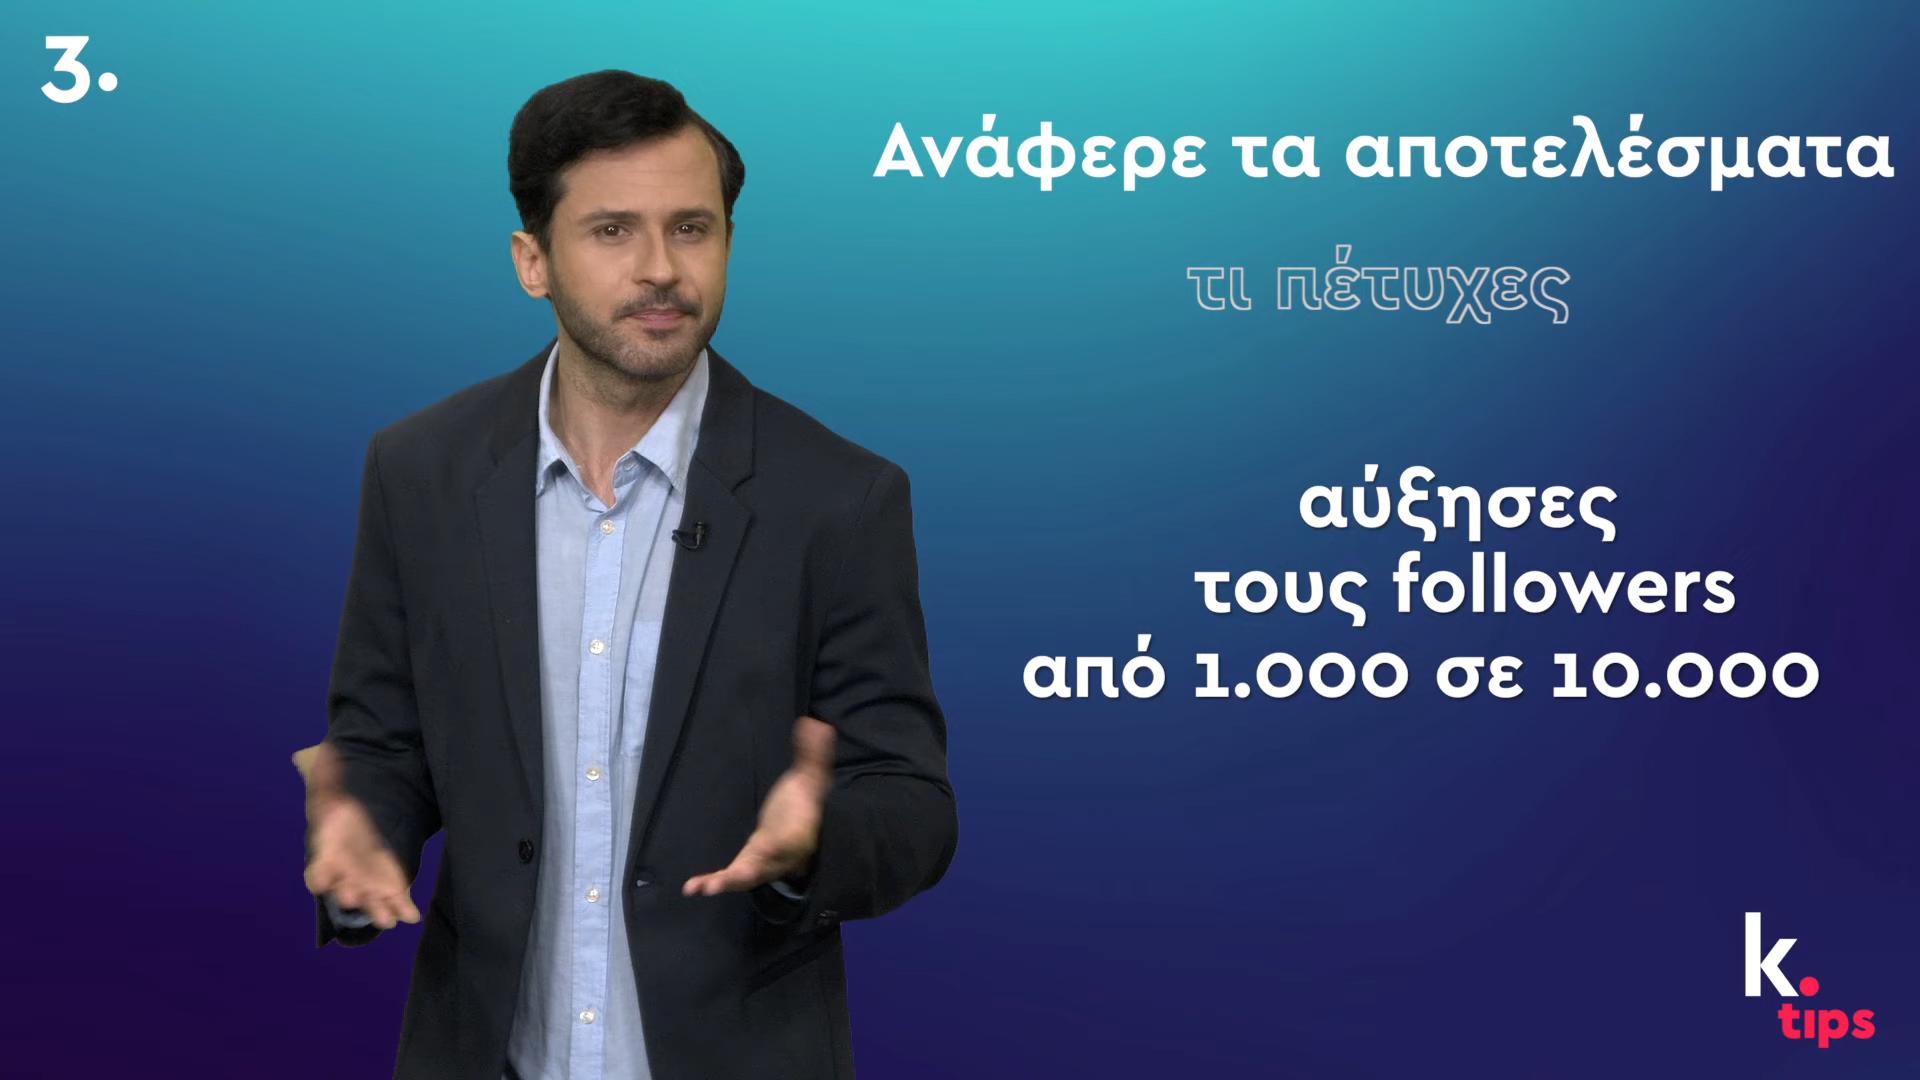 3.
Ανάφερε τα αποτελέσματα
τι πέτυχες
αύξησες
τους followers
από 1.000 σε 10.000
k.
tips